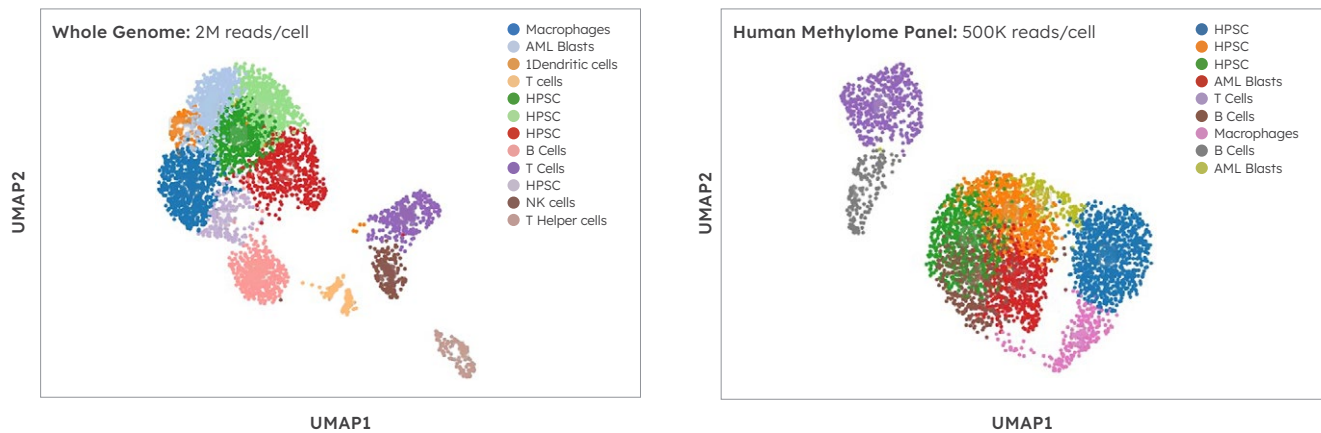 Whole Genome: 2M reads/cell
Macrophages
AML Blasts
1Dendritic cells
T cells
HPSC
HPSC
HPSC
B Cells
T Cells
HPSC
NK cells
T Helper cells
UMAP2
UMAP1
Human Methylome Panel: 500K reads/cell
HPSC
HPSC
HPSC
AML Blasts
T Cells
B Cells
Macrophages
B Cells
AML Blasts
UMAP2
UMAP1